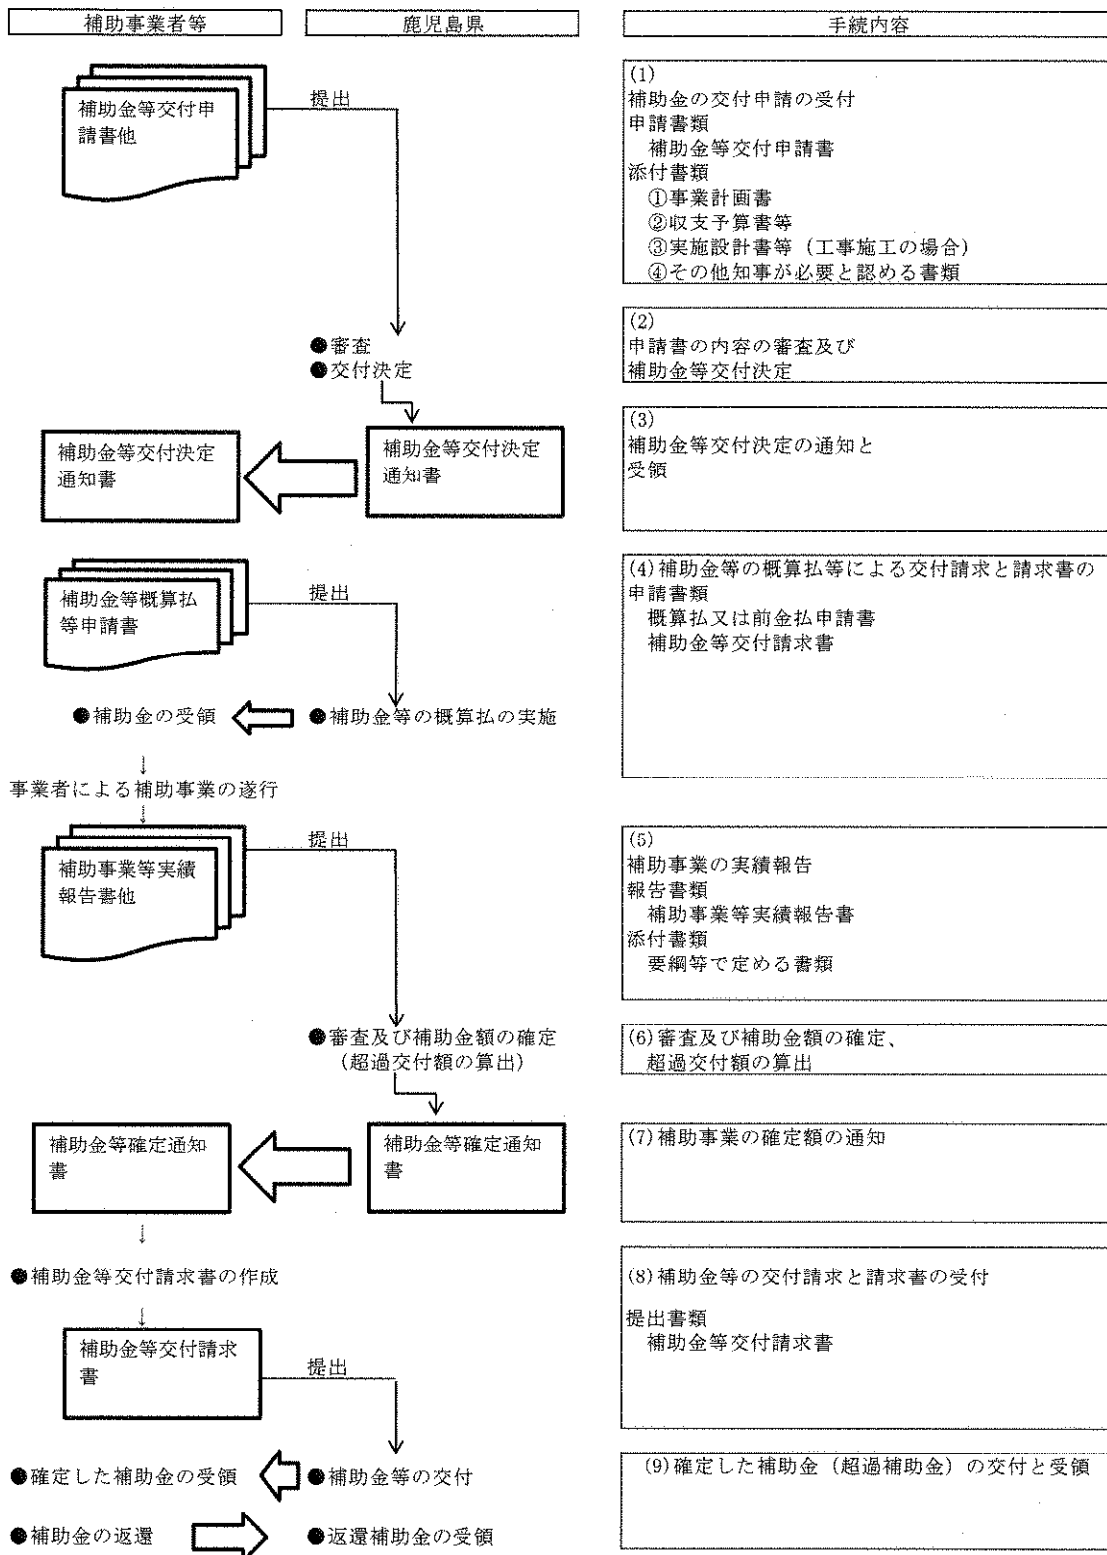 補助事業者等
鹿児島県
手続内容
補助金等交付申
請書他
提出
(1)
補助金の交付申請の受付
申請書類
補助金等交付申請書
添付書類
①事業計画書
②収支予算書等
③実施設計書等（工事施工の場合）
④その他知事が必要と認める書類
●審査
●交付決定
(2)
申請書の内容の審査及び
補助金等交付決定
補助金等交付決定
通知書
補助金等交付決定
通知書
(3)
補助金等交付決定の通知と
受領
補助金等概算払
等申請書
提出
●補助金の受領
●補助金等の概算払の実施
(4)補助金等の概算払等による交付請求と請求書の
申請書類
概算払又は前金払申請書
補助金等交付請求書
事業者による補助事業の遂行
補助事業等実績
報告書他
提出
(5)
補助事業の実績報告
報告書類
補助事業等実績報告書
添付書類
要綱等で定める書類
●審査及び補助金額の確定
（超過交付額の算出）
(6)審査及び補助金額の確定、
超過交付額の算出
補助金等確定通知
書
補助金等確定通知
書
(7)補助事業の確定額の通知
●補助金等交付請求書の作成
補助金等交付請求
書
提出
(8)補助金等の交付請求と請求書の受付
提出書類
補助金等交付請求書
●確定した補助金の受領
●補助金等の交付
(9)確定した補助金（超過補助金）の交付と受領
●補助金の返還
●返還補助金の受領